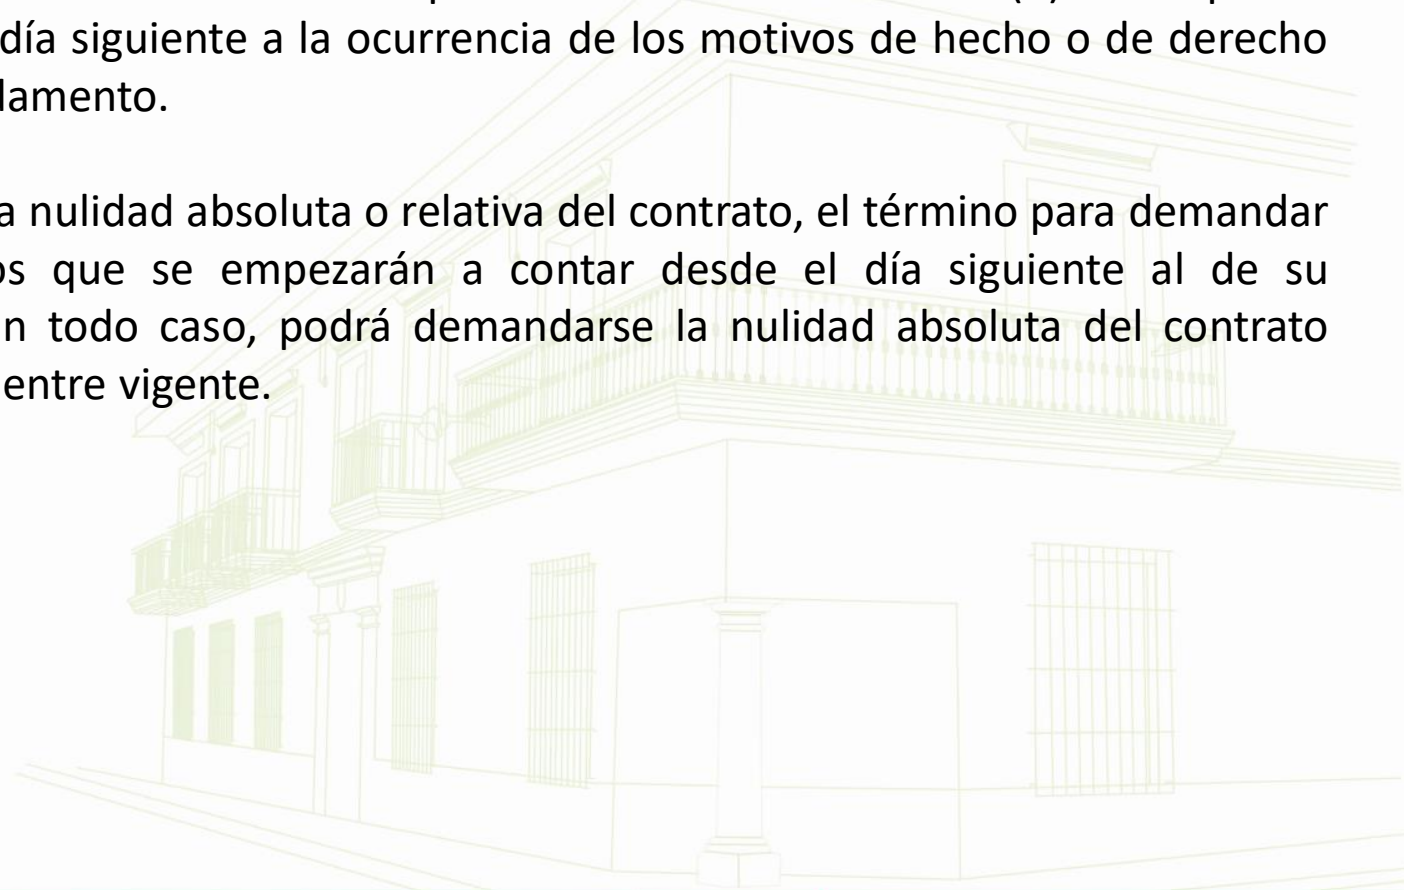 día siguiente a la ocurrencia de los motivos de hecho o de derecho
damento.
a nulidad absoluta o relativa del contrato, el término para demandar
os que se empezarán a contar desde el día siguiente al de su
n todo caso, podrá demandarse la nulidad absoluta del contrato
entre vigente.